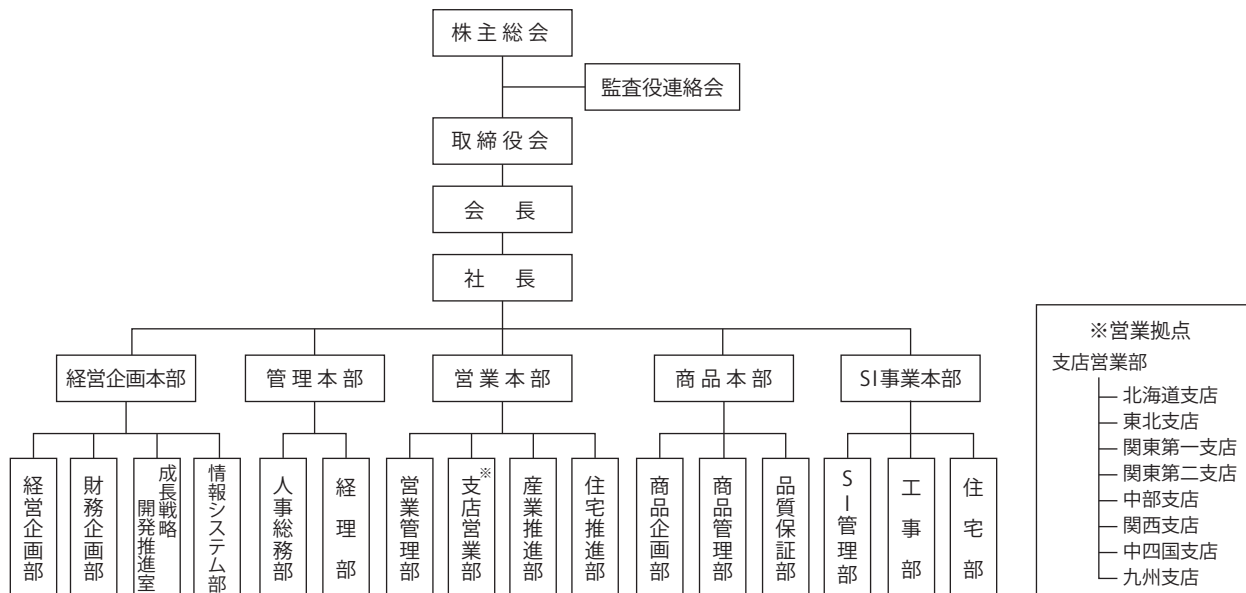 株主総会
監査役連絡会
取締役会
会　長
社　長
経営企画本部
管理本部
営業本部
商品本部
SI事業本部
経営企画部
財務企画部
成長戦略
開発推進室
情報システム部
人事総務部
経理部
営業管理部
支店営業部※
産業推進部
住宅推進部
商品企画部
商品管理部
品質保証部
SI管理部
工事部
住宅部
※営業拠点
支店営業部
北海道支店
東北支店
関東第一支店
関東第二支店
中部支店
関西支店
中四国支店
九州支店